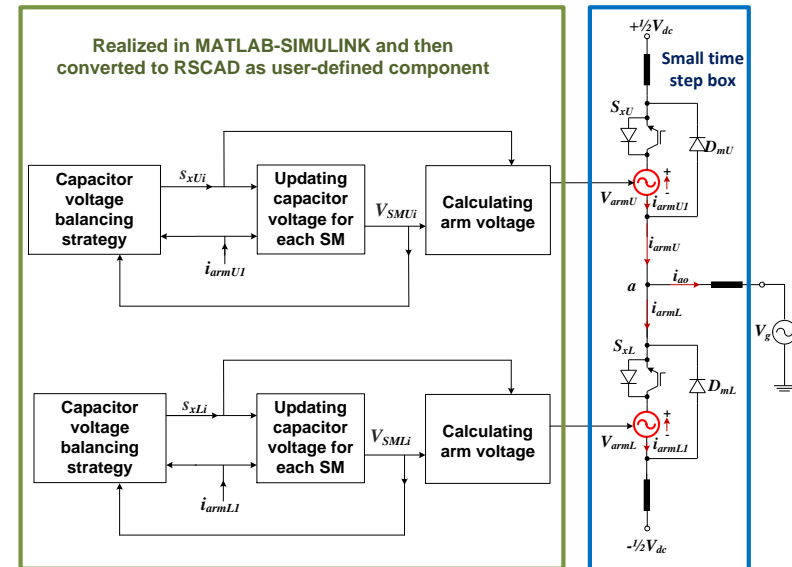 Realized in MATLAB-SIMULINK and then
converted to RSCAD as user-defined component
Capacitor
voltage
balancing
strategy
SxUi
Updating
capacitor
voltage for
each SM
VSMUi
Calculating
arm voltage
iarmU1
Capacitor
voltage
balancing
strategy
SxLi
Updating
capacitor
voltage for
each SM
VSMLi
Calculating
arm voltage
iarmL1
+½Vdc
Small time
step box
SxU
DmU
+
-
VarmU
iarmU1
iarmU
a
iao
iarmL
Vg
SxL
DmL
+
-
VarmL
iarmL1
-½Vdc